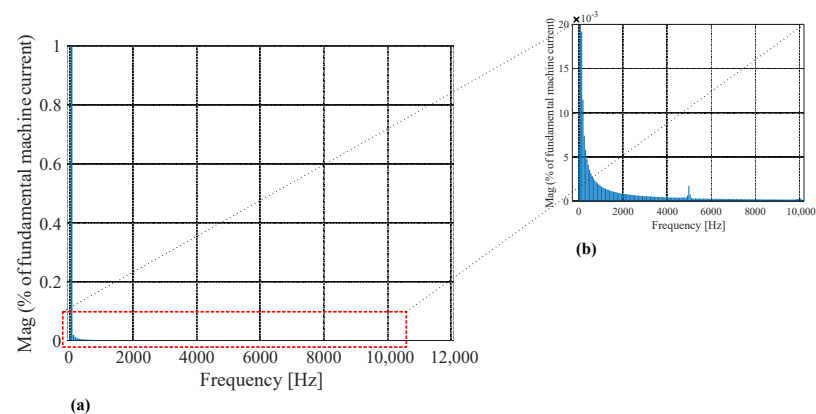 Mag (% of fundamental machine current)
1
0.8
0.6
0.4
0.2
0
0 2000 4000 6000 8000 10,000 12,000
Frequency [Hz]
(a)
×10⁻³
Mag (% of fundamental machine current)
20
15
10
5
0
0 2000 4000 6000 8000 10,000
Frequency [Hz]
(b)